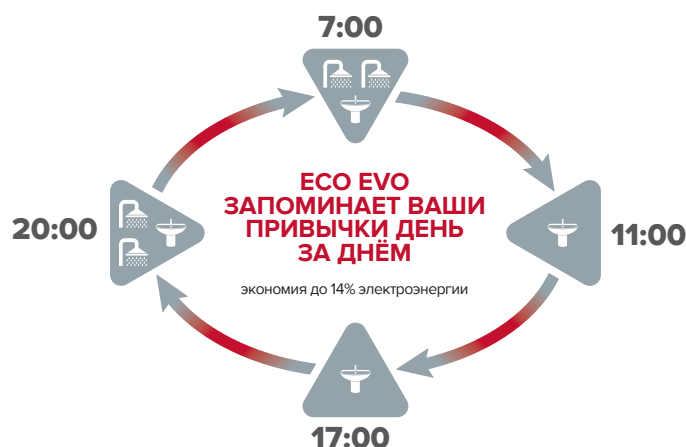 7:00
ECO EVO
ЗАПОМИНАЕТ ВАШИ
ПРИВЫЧКИ ДЕНЬ
ЗА ДНЁМ
20:00
11:00
экономия до 14% электроэнергии
17:00